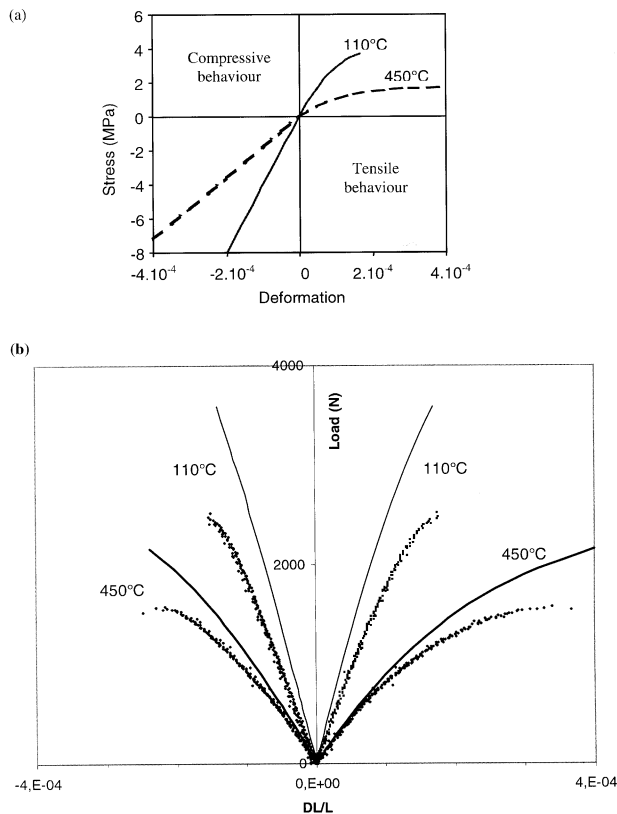 (a)
6
4
2
0
-2
-4
-6
-8
Stress (MPa)
Compressive
behaviour
110°C
450°C
Tensile
behaviour
-4.10⁻⁴
-2.10⁻⁴
0
2.10⁻⁴
4.10⁻⁴
Deformation
(b)
4000
Load (N)
110°C
110°C
2000
450°C
450°C
0
-4,E-04
0,E+00
4,E-04
DL/L